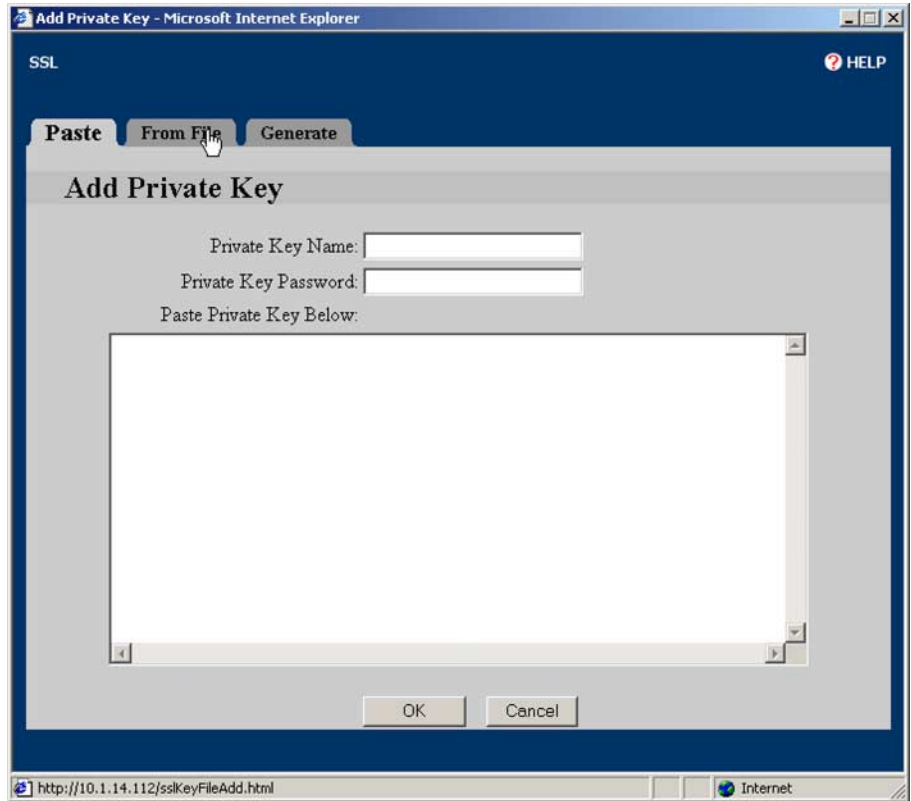 Add Private Key - Microsoft Internet Explorer
SSL
? HELP
Paste From File Generate
Add Private Key
Private Key Name:
Private Key Password:
Paste Private Key Below:
OK Cancel
http://10.1.14.112/sslKeyFileAdd.html Internet